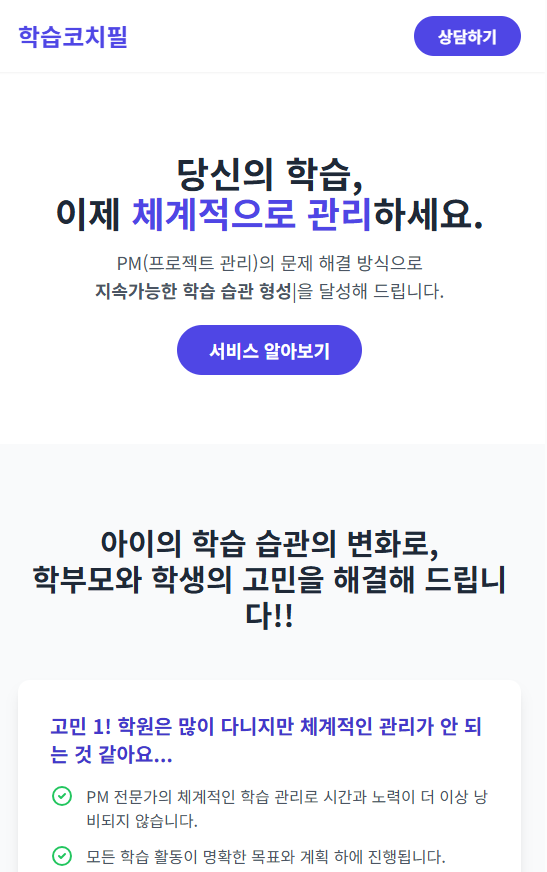 학습코치필
상담하기
당신의 학습,
이제 체계적으로 관리하세요.
PM(프로젝트 관리)의 문제 해결 방식으로
지속가능한 학습 습관 형성|을 달성해 드립니다.
서비스 알아보기
아이의 학습 습관의 변화로,
학부모와 학생의 고민을 해결해 드립니
다!!
고민 1! 학원은 많이 다니지만 체계적인 관리가 안 되
는 것 같아요...
PM 전문가의 체계적인 학습 관리로 시간과 노력이 더 이상 낭
비되지 않습니다.
모든 학습 활동이 명확한 목표와 계획 하에 진행됩니다.